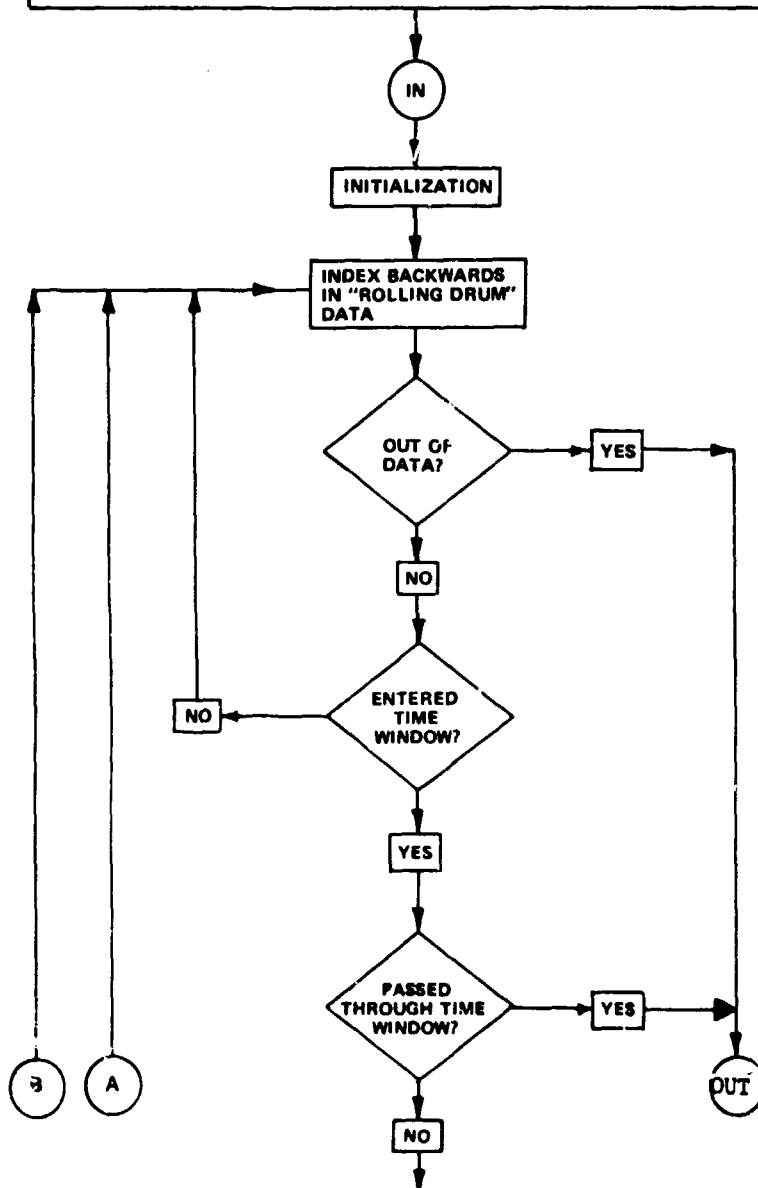 IN
INITIALIZATION
INDEX BACKWARDS
IN "ROLLING DRUM"
DATA
OUT OF
DATA?
YES
NO
ENTERED
TIME
WINDOW?
NO
YES
PASSED
THROUGH TIME
WINDOW?
YES
B
A
OUT
NO